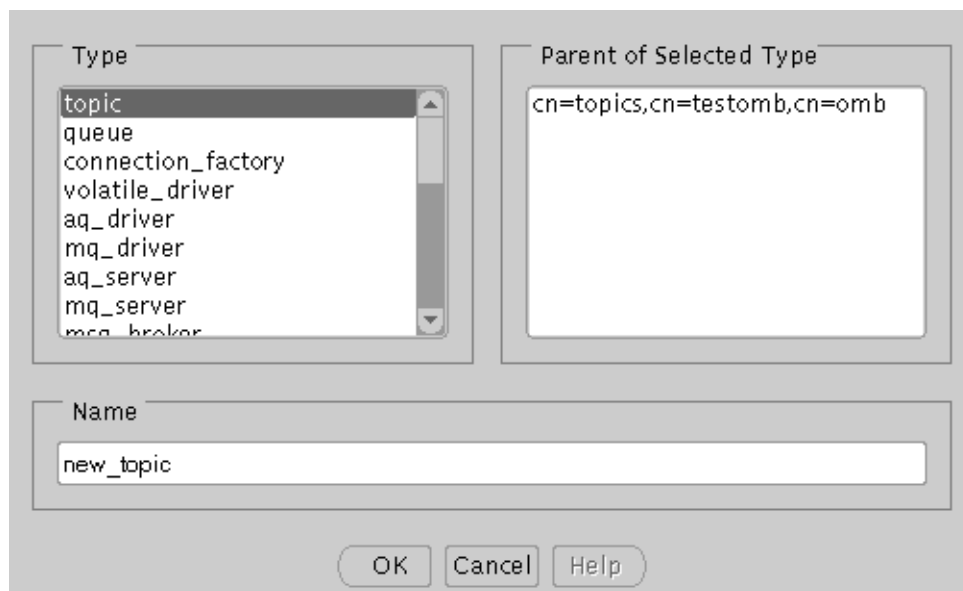 Type
topic
queue
connection_factory
volatile_driver
aq_driver
mq_driver
aq_server
mq_server
Parent of Selected Type
cn=topics,cn=testomb,cn=omb
Name
new_topic
OK
Cancel
Help